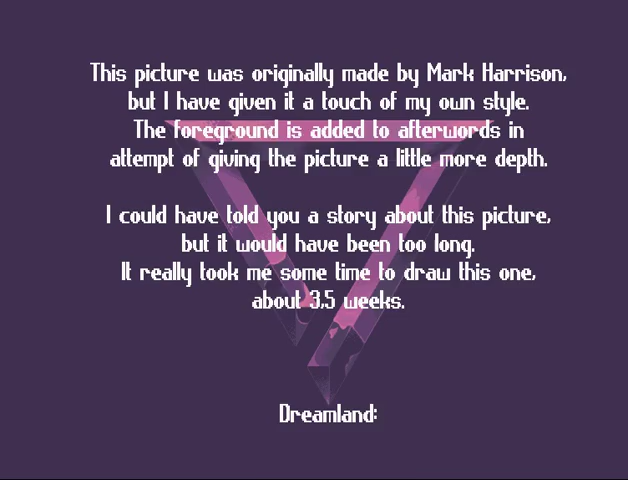 This picture was originally made by Mark Harrison,
but I have given it a touch of my own style.
The foreground is added to afterwords in
attempt of giving the picture a little more depth.
I could have told you a story about this picture,
but it would have been too long.
It really took me some time to draw this one,
about 3,5 weeks.
Dreamland: